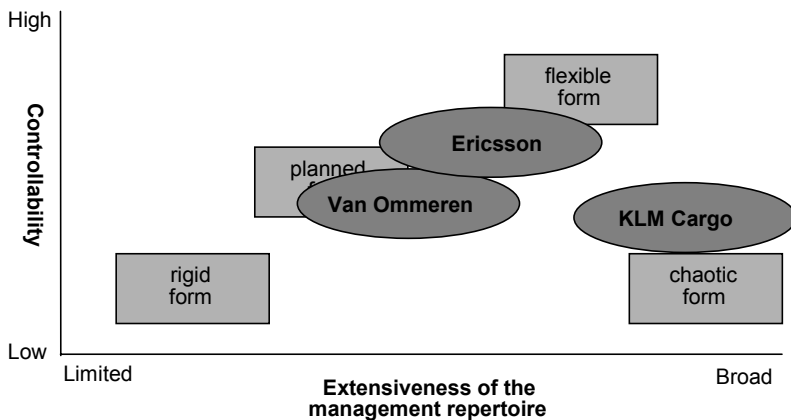 High
flexible
form
Ericsson
planned
Van Ommeren
KLM Cargo
Controllability
rigid
form
chaotic
form
Low
Limited
Broad
Extensiveness of the
management repertoire